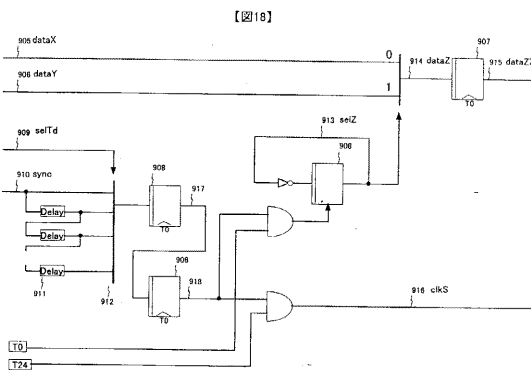 【図18】
905 dataX
906 dataY
0
1
914 dataZ
907
915 dataZZ
T0
909 selTd
910 sync
Delay
Delay
Delay
911
912
908
917
T0
908
918
T0
913 selZ
908
916 clkS
T0
T24